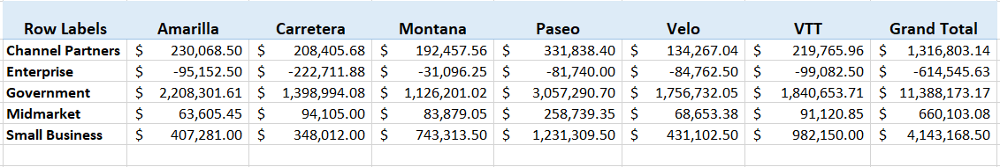 Row Labels Amarilla Carretera Montana Paseo Velo VTT Grand Total
Channel Partners $ 230,068.50 $ 208,405.68 $ 192,457.56 $ 331,838.40 $ 134,267.04 $ 219,765.96 $ 1,316,803.14
Enterprise $ -95,152.50 $ -222,711.88 $ -31,096.25 $ -81,740.00 $ -84,762.50 $ -99,082.50 $ -614,545.63
Government $ 2,208,301.61 $ 1,398,994.08 $ 1,126,201.02 $ 3,057,290.70 $ 1,756,732.05 $ 1,840,653.71 $ 11,388,173.17
Midmarket $ 63,605.45 $ 94,105.00 $ 83,879.05 $ 258,739.35 $ 68,653.38 $ 91,120.85 $ 660,103.08
Small Business $ 407,281.00 $ 348,012.00 $ 743,313.50 $ 1,231,309.50 $ 431,102.50 $ 982,150.00 $ 4,143,168.50